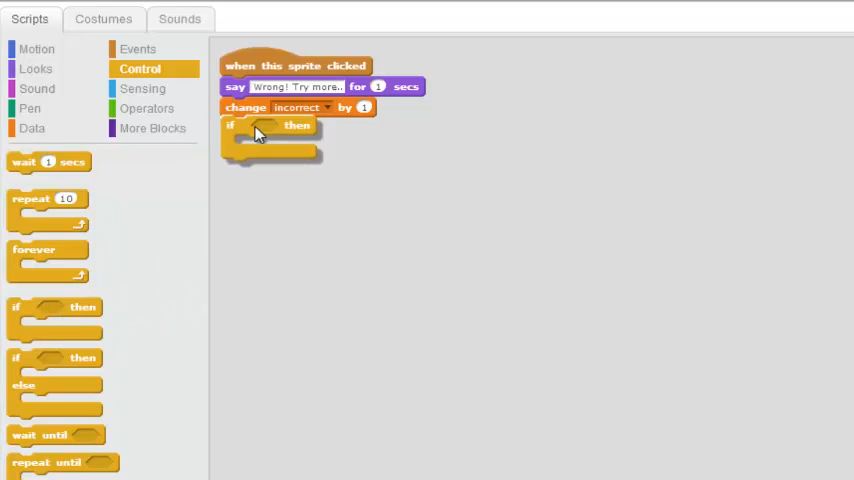 Scripts Costumes Sounds
Motion Events
Looks Control
Sound Sensing
Pen Operators
Data More Blocks
wait 1 secs
repeat 10
forever
if then
if then
else
wait until
repeat until
when this sprite clicked
say Wrong! Try more.. for 1 secs
change incorrect by 1
if then